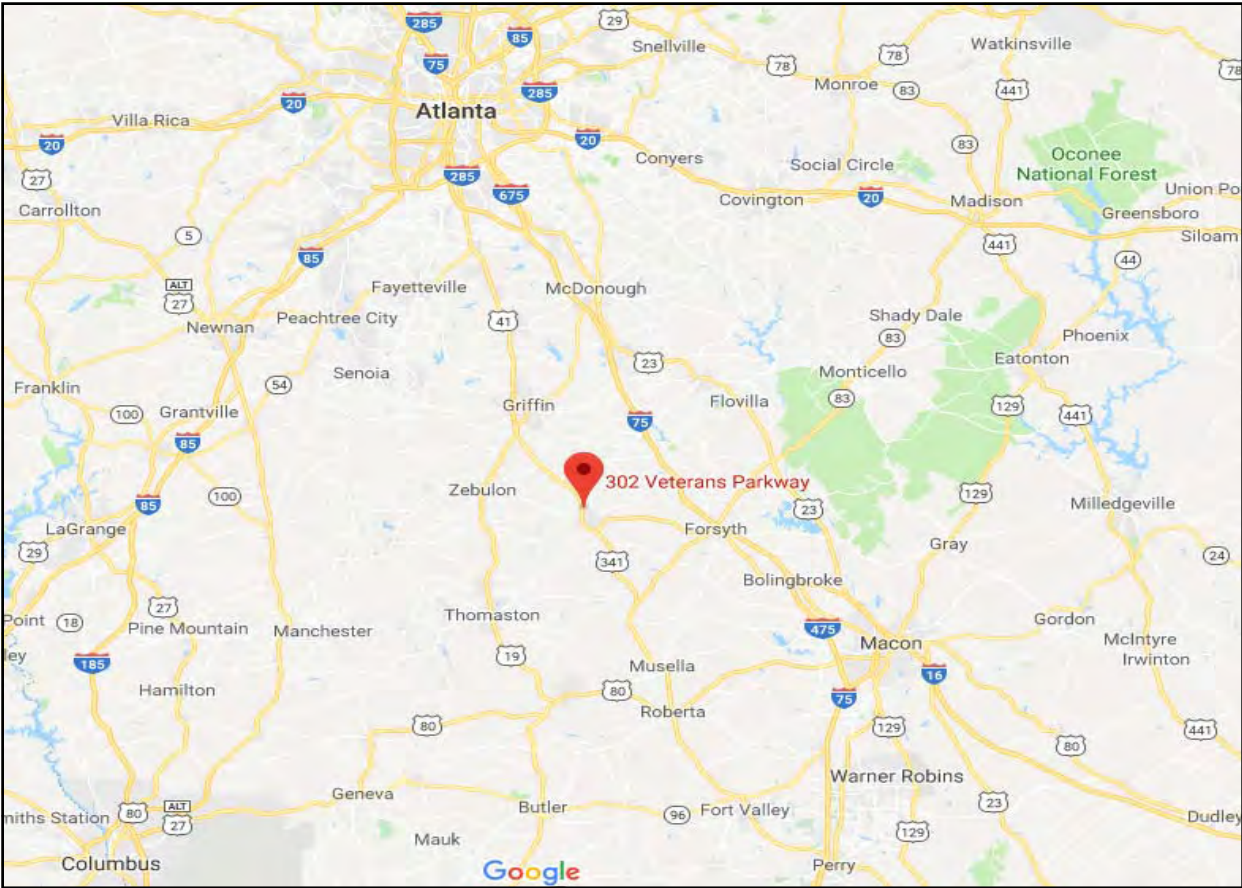 285
29
85
Snellville
Watkinsville
75
78
78
78
Monroe
83
441
20
285
Atlanta
Villa Rica
20
20
83
Conyers
Social Circle
Oconee
National Forest
27
285
675
Union Po
Carrollton
Covington
20
Madison
Greensboro
5
Siloam
441
85
44
ALT
27
Fayetteville
McDonough
Newnan
Peachtree City
41
Shady Dale
83
Phoenix
Senoia
23
Eatonton
Franklin
54
Monticello
100
Grantville
Griffin
Flovilla
83
129
441
75
85
302 Veterans Parkway
Zebulon
100
129
85
23
Milledgeville
LaGrange
Forsyth
29
341
Gray
24
Bolingbroke
27
Point
18
Pine Mountain
Manchester
Thomaston
475
Gordon
Macon
McIntyre
ley
185
19
Musella
Irwinton
16
Hamilton
80
75
Roberta
80
129
441
80
Warner Robins
Geneva
ALT
27
80
Butler
96
Fort Valley
23
miths Station
Dudley
Mauk
129
Columbus
Google
Perry